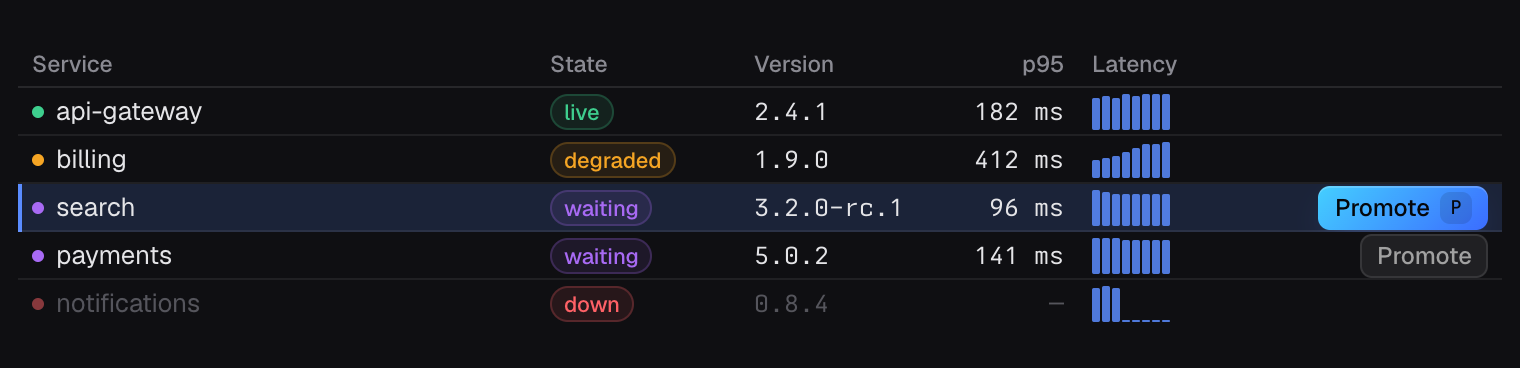 Service State Version p95 Latency
api-gateway live 2.4.1 182 ms
billing degraded 1.9.0 412 ms
search waiting 3.2.0-rc.1 96 ms Promote P
payments waiting 5.0.2 141 ms Promote
notifications down 0.8.4 —